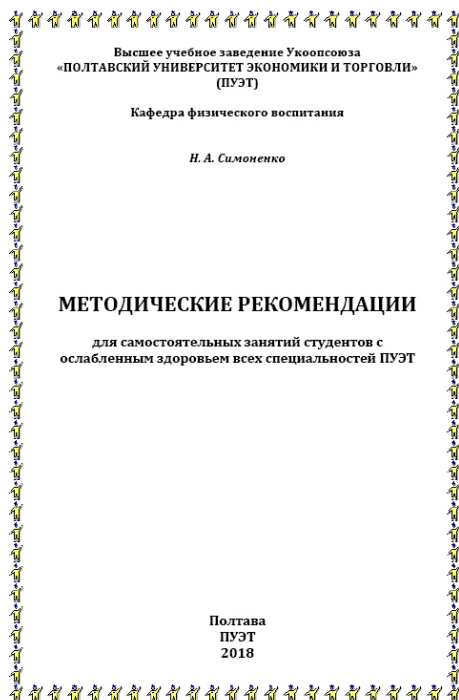 Высшее учебное заведение Укоопсоюза
«ПОЛТАВСКИЙ УНИВЕРСИТЕТ ЭКОНОМИКИ И ТОРГОВЛИ»
(ПУЭТ)
Кафедра физического воспитания
Н. А. Симоненко
МЕТОДИЧЕСКИЕ РЕКОМЕНДАЦИИ
для самостоятельных занятий студентов с
ослабленным здоровьем всех специальностей ПУЭТ
Полтава
ПУЭТ
2018